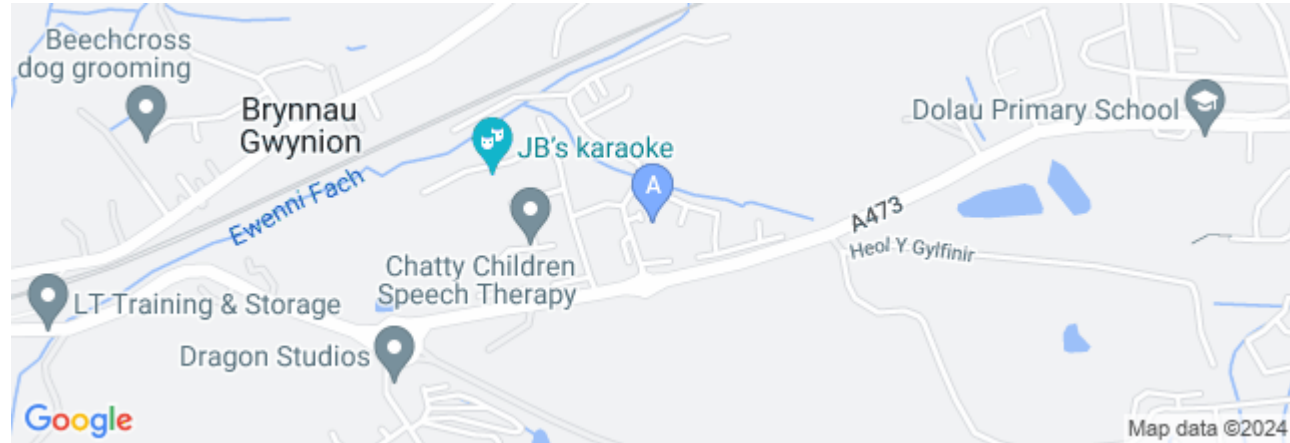 Beechcross
dog grooming
Brynnau
Gwynion
JB's karaoke
Dolau Primary School
A
Ewenni Fach
A473
Heol Y Gylfinir
Chatty Children
Speech Therapy
LT Training & Storage
Dragon Studios
Google
Map data ©2024